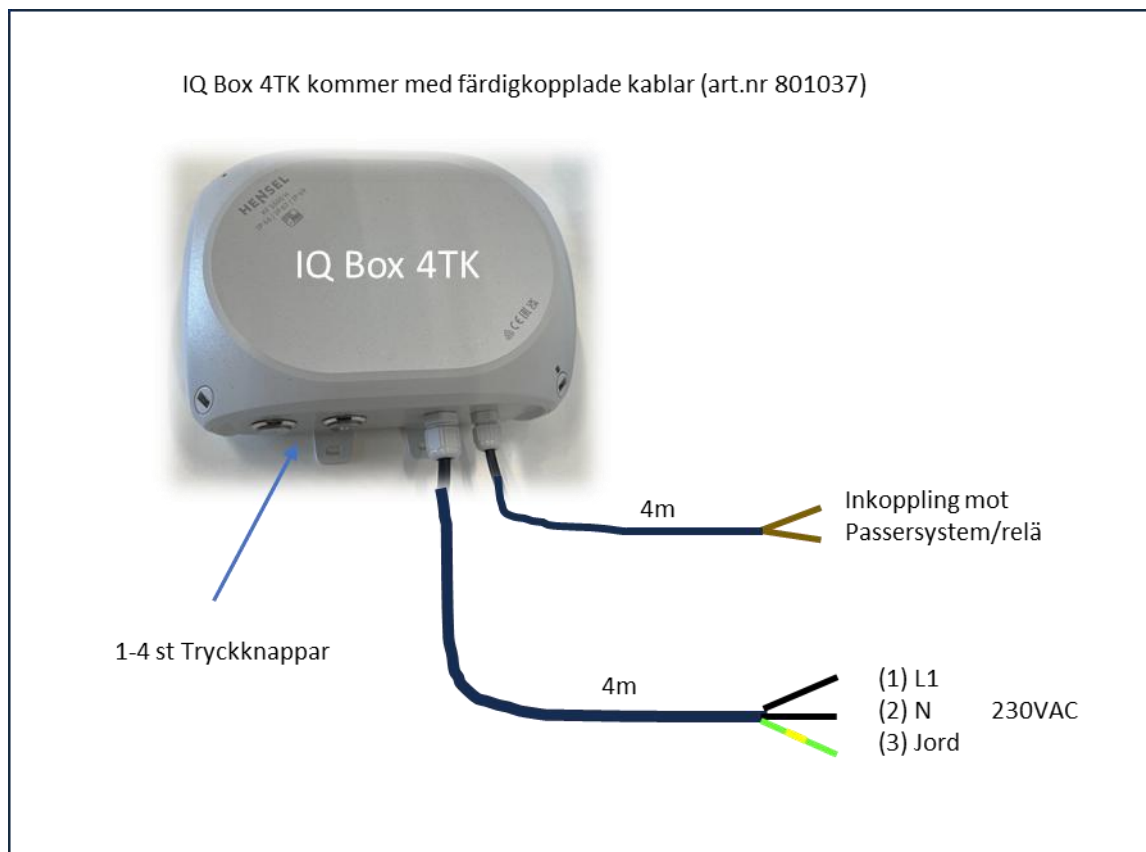 IQ Box 4TK kommer med färdigkopplade kablar (art.nr 801037)
HENSEL
IQ Box 4TK
4m
Inkoppling mot
Passersystem/relä
1-4 st Tryckknappar
4m
(1) L1
(2) N 230VAC
(3) Jord